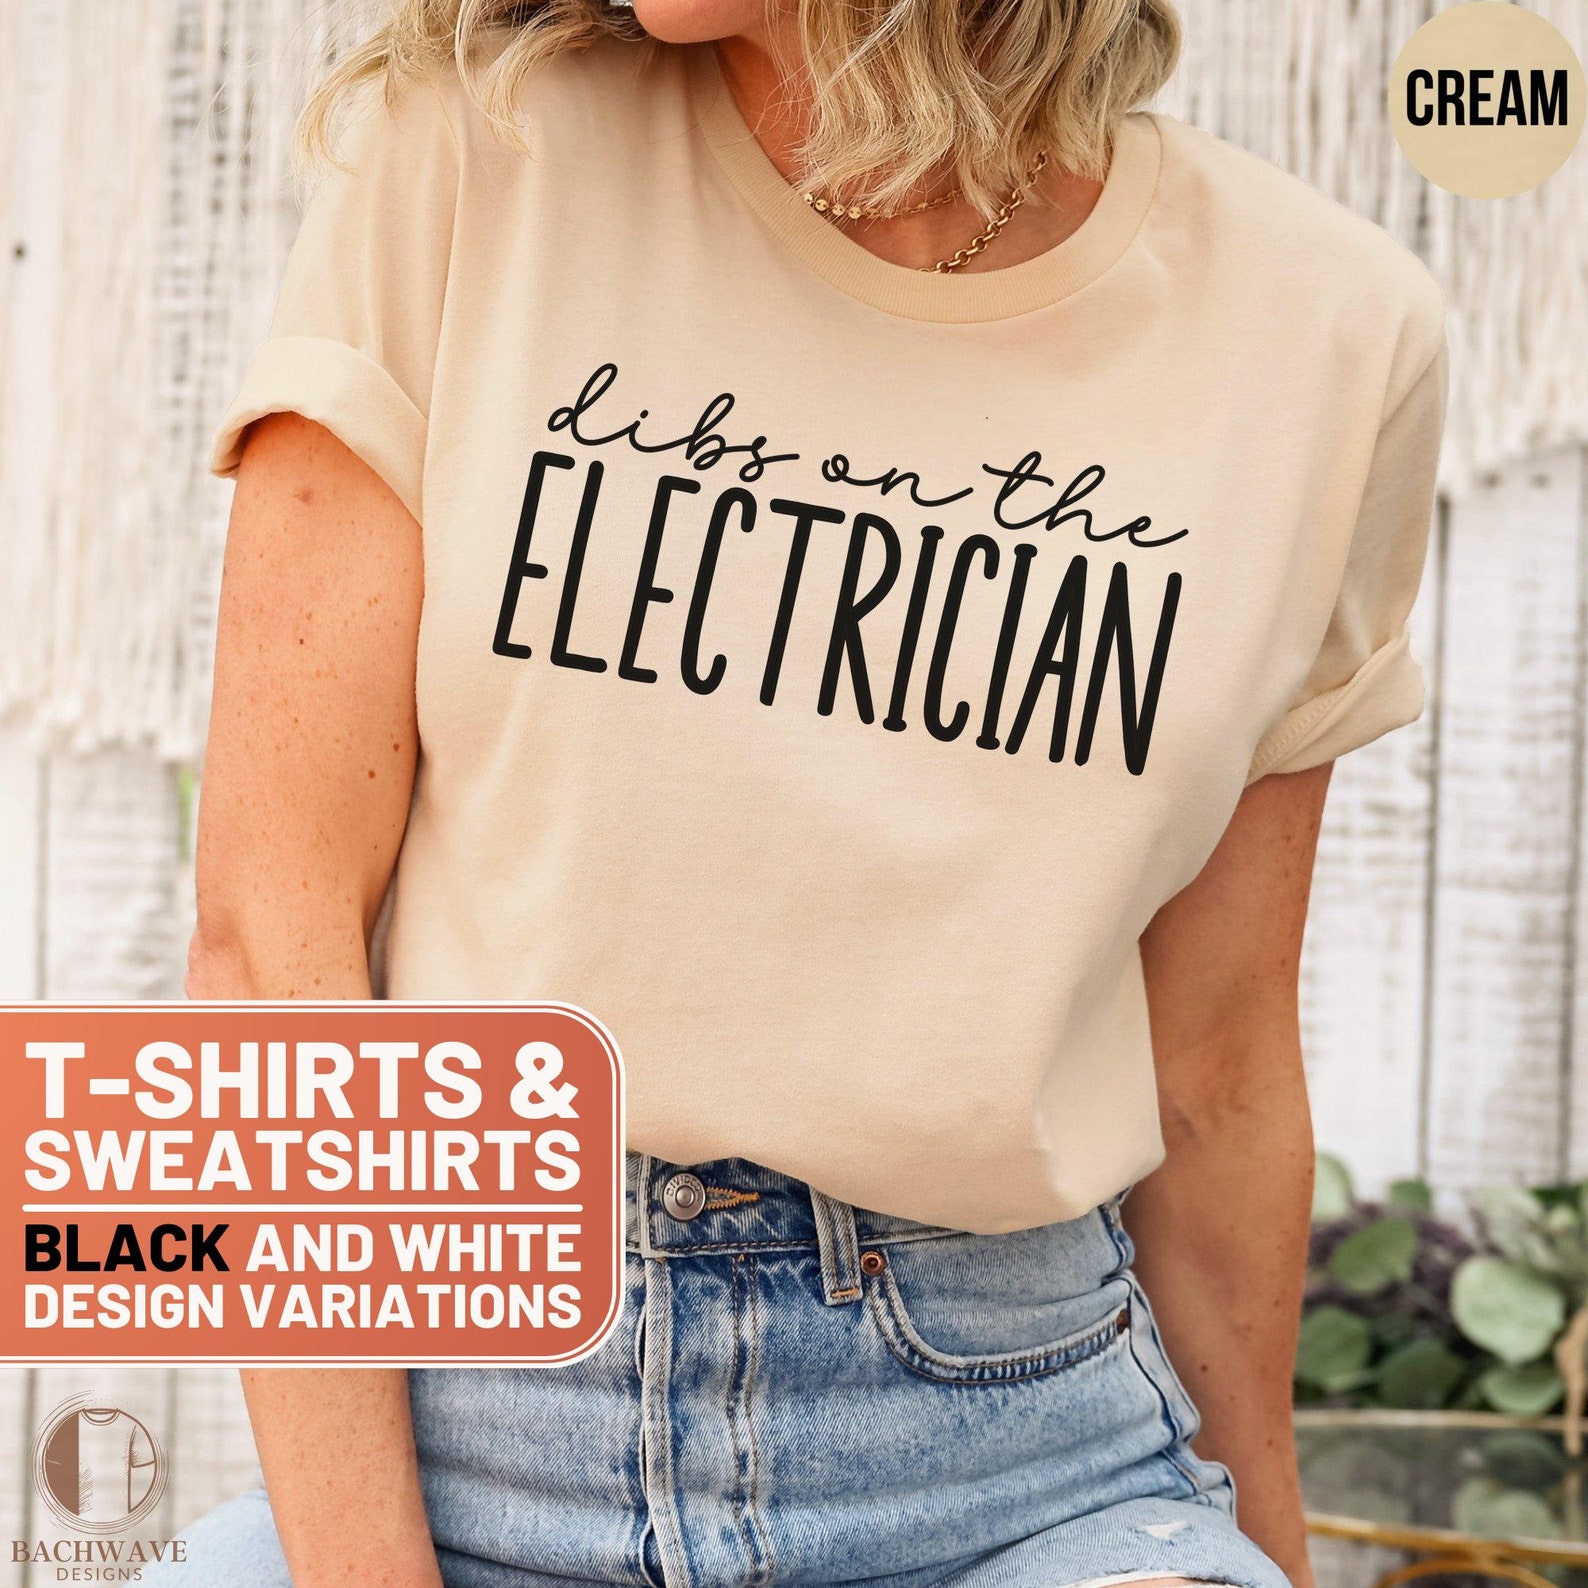 CREAM
dibs on the
ELECTRICIAN
T-SHIRTS &
SWEATSHIRTS
BLACK AND WHITE
DESIGN VARIATIONS
BACHWAVE
DESIGNS